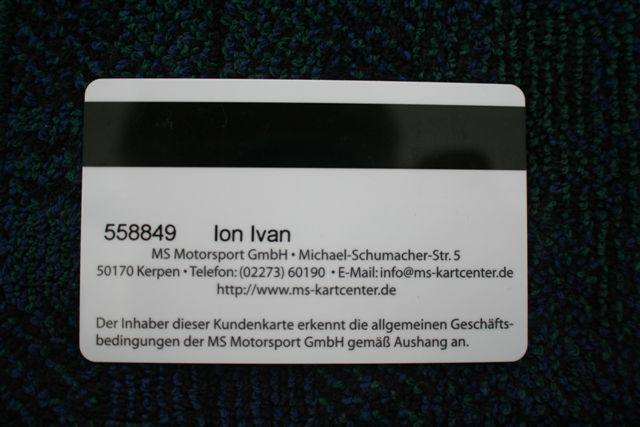 558849 Ion Ivan
MS Motorsport GmbH • Michael-Schumacher-Str. 5
50170 Kerpen • Telefon: (02273) 60190 • E-Mail: info@ms-kartcenter.de
http://www.ms-kartcenter.de
Der Inhaber dieser Kundenkarte erkennt die allgemeinen Geschäfts-
bedingungen der MS Motorsport GmbH gemäß Aushang an.